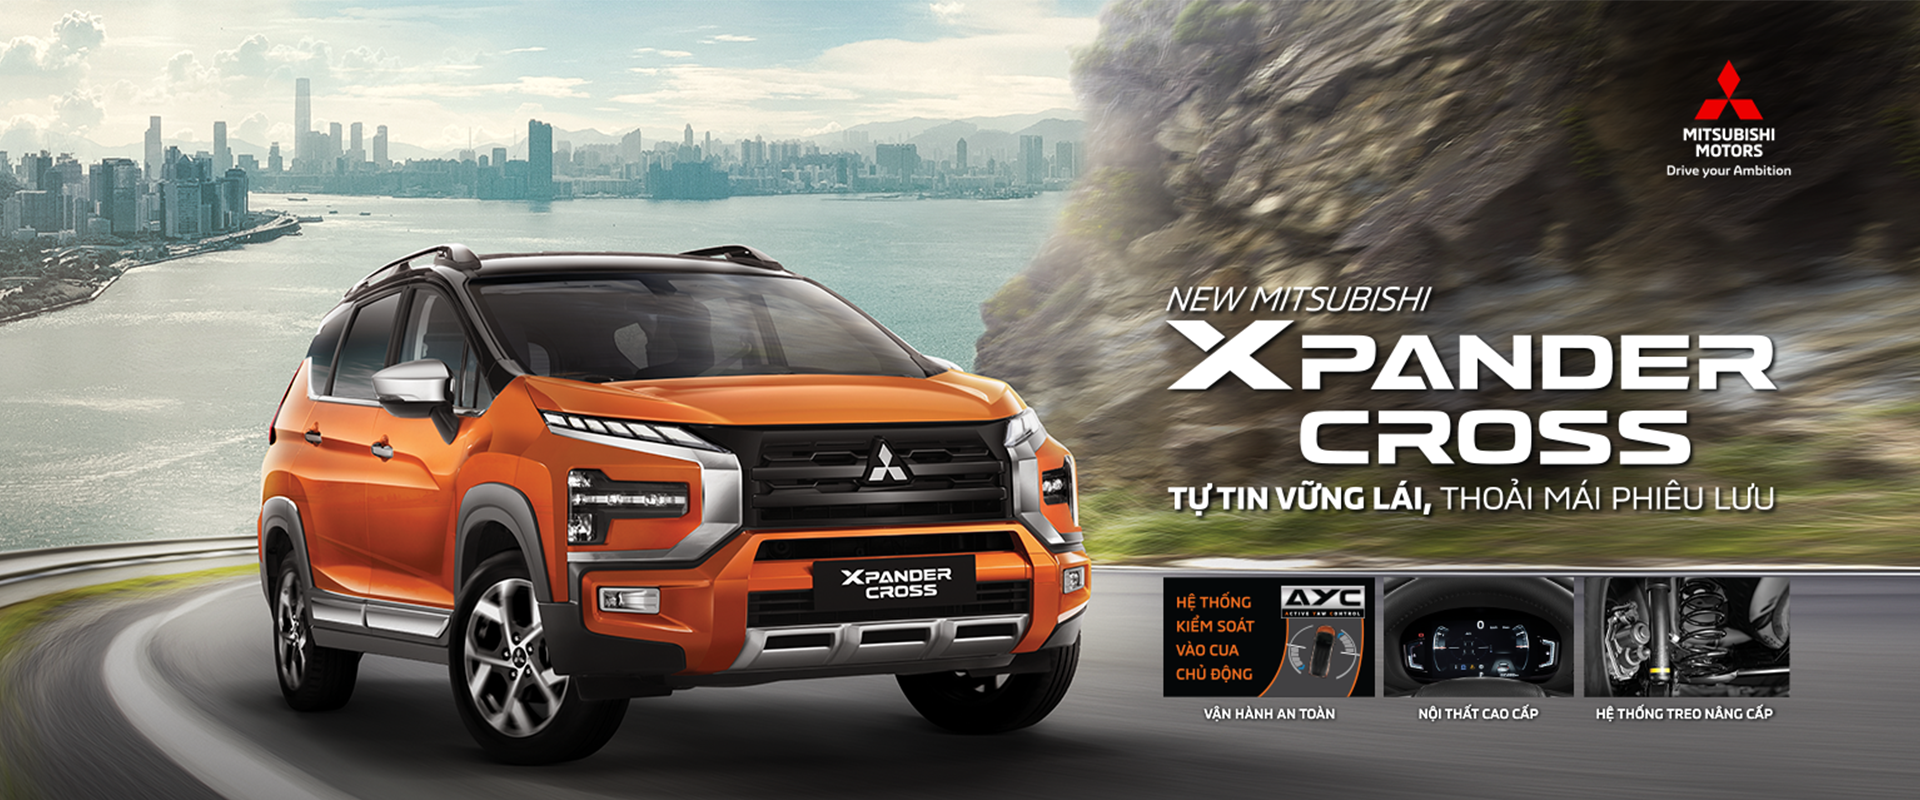 MITSUBISHI
MOTORS
Drive your Ambition
NEW MITSUBISHI
XPANDER
CROSS
TỰ TIN VỮNG LÁI, THOẢI MÁI PHIÊU LƯU
XPANDER
CROSS
HỆ THỐNG
KIỂM SOÁT
VÀO CUA
CHỦ ĐỘNG
AYC
ACTIVE YAW CONTROL
0
VẬN HÀNH AN TOÀN
NỘI THẤT CAO CẤP
HỆ THỐNG TREO NÂNG CẤP